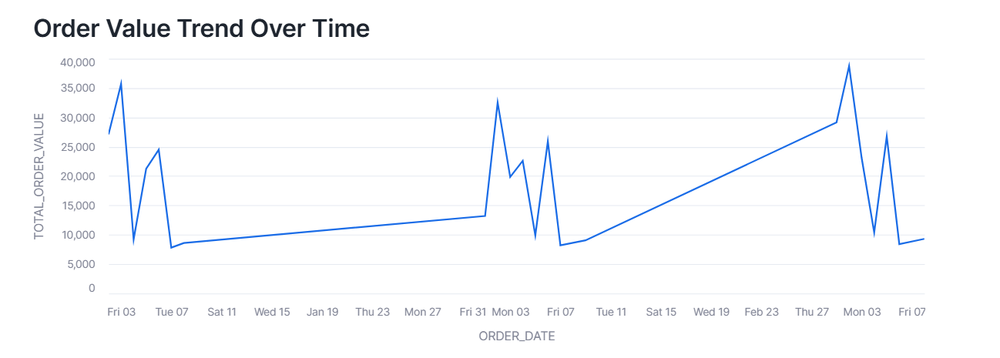 Order Value Trend Over Time
40,000
35,000
30,000
25,000
20,000
15,000
10,000
5,000
0
TOTAL_ORDER_VALUE
Fri 03 Tue 07 Sat 11 Wed 15 Jan 19 Thu 23 Mon 27 Fri 31 Mon 03 Fri 07 Tue 11 Sat 15 Wed 19 Feb 23 Thu 27 Mon 03 Fri 07
ORDER_DATE